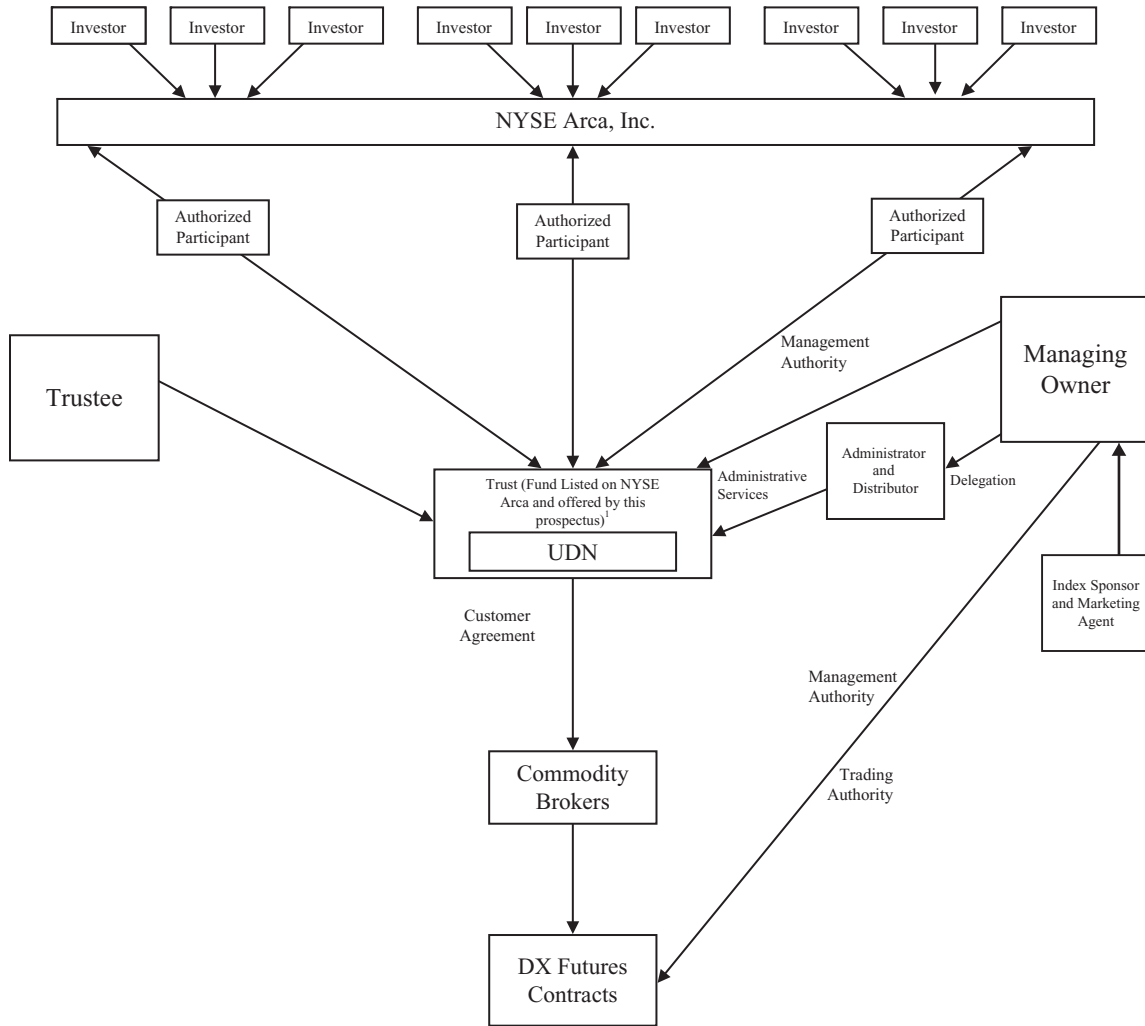 Investor
Investor
Investor
Investor
Investor
Investor
Investor
Investor
Investor
NYSE Arca, Inc.
Authorized
Participant
Authorized
Participant
Authorized
Participant
Trustee
Management
Authority
Managing
Owner
Trust (Fund Listed on NYSE
Arca and offered by this
prospectus)1
UDN
Administrative
Services
Administrator
and
Distributor
Delegation
Index Sponsor
and Marketing
Agent
Customer
Agreement
Management
Authority
Commodity
Brokers
Trading
Authority
DX Futures
Contracts